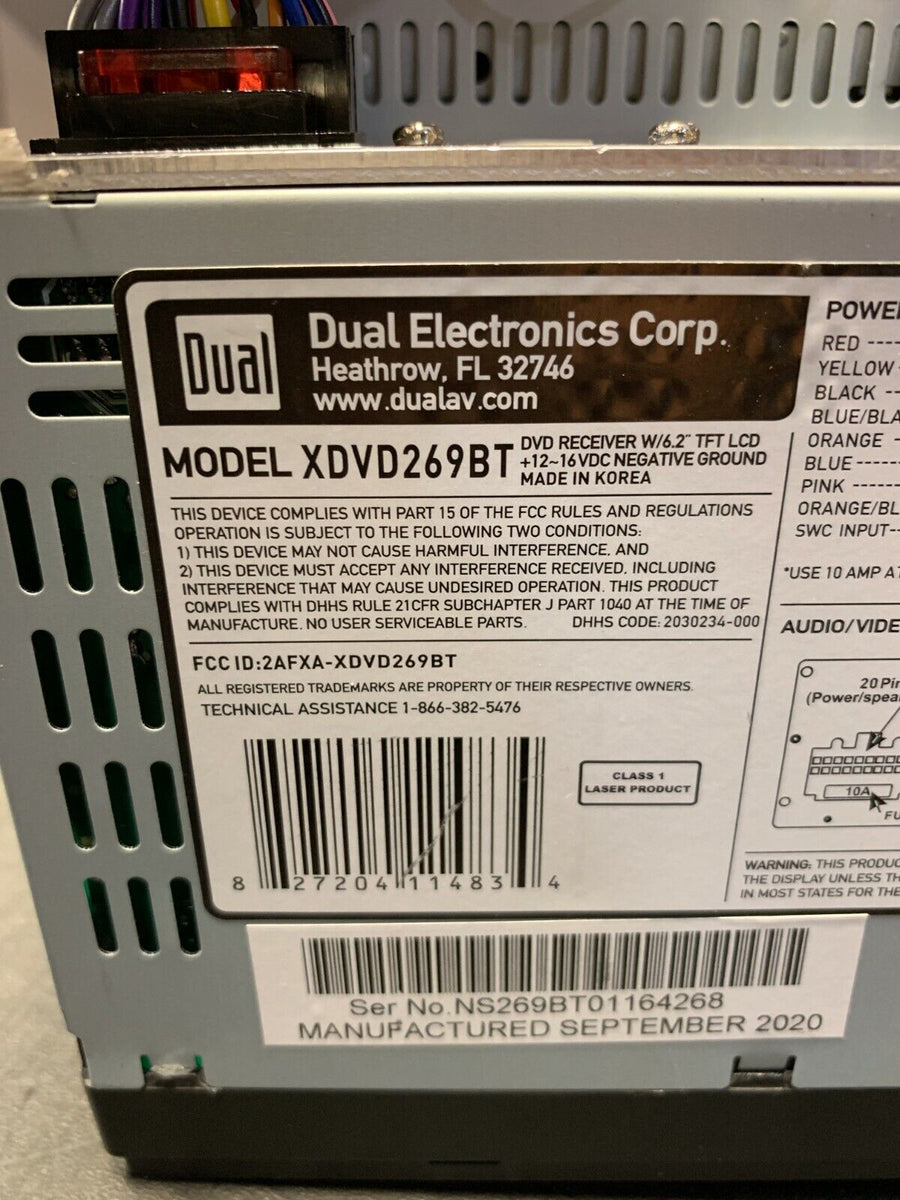 Dual
Dual Electronics Corp.
Heathrow, FL 32746
www.dualav.com
MODEL XDVD269BT
DVD RECEIVER W/6.2" TFT LCD
+12~16VDC NEGATIVE GROUND
MADE IN KOREA
THIS DEVICE COMPLIES WITH PART 15 OF THE FCC RULES AND REGULATIONS
OPERATION IS SUBJECT TO THE FOLLOWING TWO CONDITIONS:
1) THIS DEVICE MAY NOT CAUSE HARMFUL INTERFERENCE, AND
2) THIS DEVICE MUST ACCEPT ANY INTERFERENCE RECEIVED, INCLUDING
INTERFERENCE THAT MAY CAUSE UNDESIRED OPERATION. THIS PRODUCT
COMPLIES WITH DHHS RULE 21CFR SUBCHAPTER J PART 1040 AT THE TIME OF
MANUFACTURE. NO USER SERVICEABLE PARTS. DHHS CODE: 2030234-000
FCC ID:2AFXA-XDVD269BT
ALL REGISTERED TRADEMARKS ARE PROPERTY OF THEIR RESPECTIVE OWNERS.
TECHNICAL ASSISTANCE 1-866-382-5476
CLASS 1
LASER PRODUCT
8 27204 11483 4
POWE
RED ----
YELLOW -
BLACK --
BLUE/BLA
ORANGE -
BLUE-----
PINK ------
ORANGE/BL
SWC INPUT--
*USE 10 AMP AT
AUDIO/VIDE
20 Pin
(Power/spea
10A
FU
WARNING: THIS PRODUC
THE DISPLAY UNLESS TH
IN MOST STATES FOR THE
Ser No.NS269BT01164268
MANUFACTURED SEPTEMBER 2020